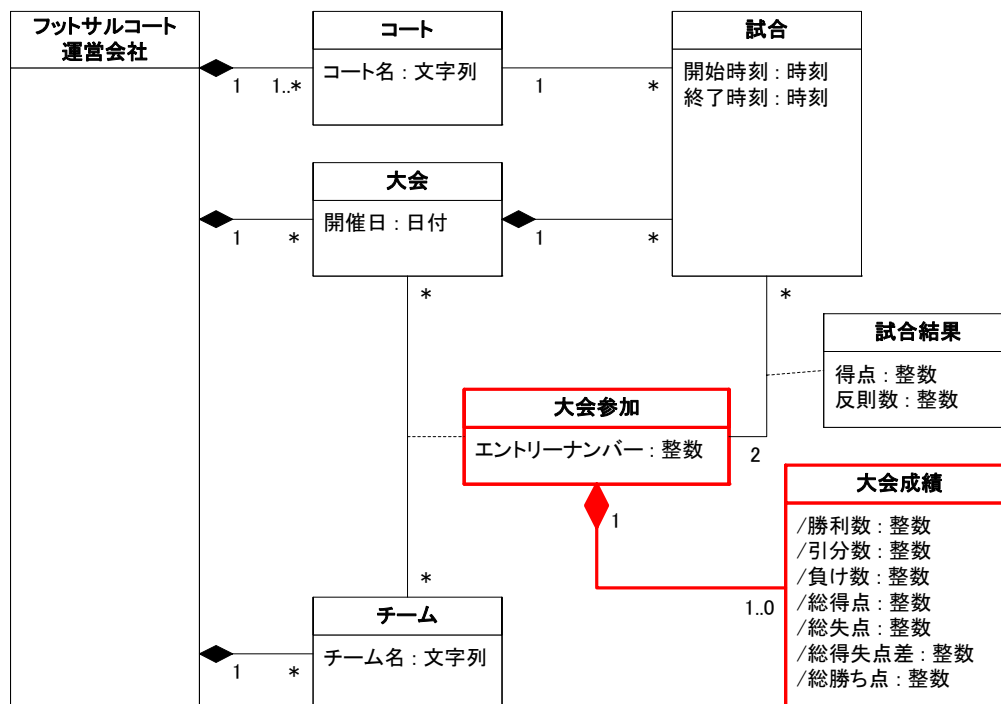 フットサルコート
運営会社
コート
コート名 : 文字列
試合
開始時刻 : 時刻
終了時刻 : 時刻
1
1..*
1
*
大会
開催日 : 日付
1
*
1
*
*
*
試合結果
得点 : 整数
反則数 : 整数
大会参加
エントリーナンバー : 整数
2
1
大会成績
/勝利数 : 整数
/引分数 : 整数
/負け数 : 整数
/総得点 : 整数
/総失点 : 整数
/総得失点差 : 整数
/総勝ち点 : 整数
1..0
*
チーム
チーム名 : 文字列
1
*